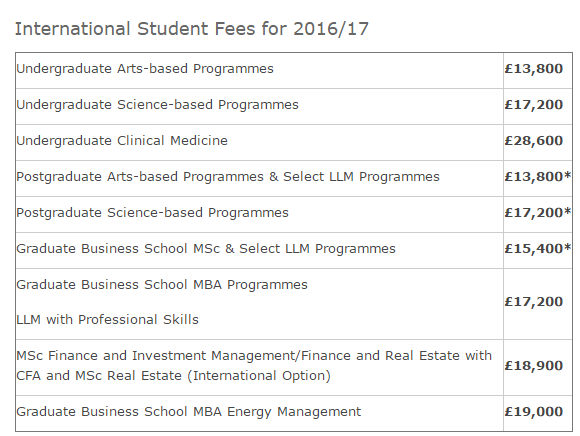 International Student Fees for 2016/17
Undergraduate Arts-based Programmes £13,800
Undergraduate Science-based Programmes £17,200
Undergraduate Clinical Medicine £28,600
Postgraduate Arts-based Programmes & Select LLM Programmes £13,800*
Postgraduate Science-based Programmes £17,200*
Graduate Business School MSc & Select LLM Programmes £15,400*
Graduate Business School MBA Programmes
LLM with Professional Skills
£17,200
MSc Finance and Investment Management/Finance and Real Estate with
CFA and MSc Real Estate (International Option)
£18,900
Graduate Business School MBA Energy Management £19,000